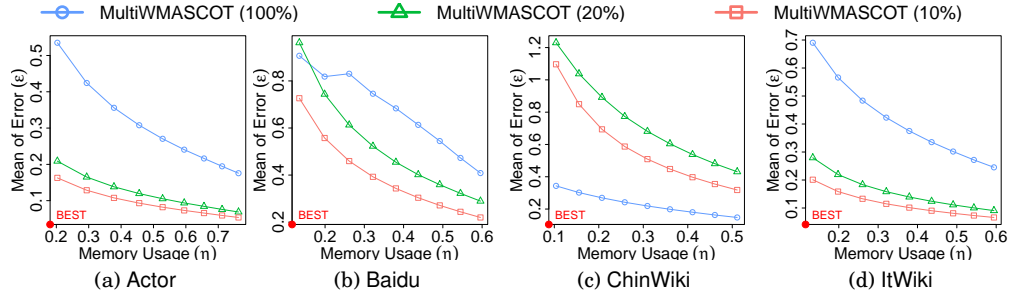 MultiWMASCOT (100%) MultiWMASCOT (20%) MultiWMASCOT (10%)
Mean of Error (ε)
0.1 0.2 0.3 0.4 0.5
BEST
0.2 0.3 0.4 0.5 0.6 0.7
Memory Usage (η)
(a) Actor
Mean of Error (ε)
0.2 0.4 0.6 0.8
BEST
0.2 0.3 0.4 0.5 0.6
Memory Usage (η)
(b) Baidu
Mean of Error (ε)
0.2 0.4 0.6 0.8 1 1.2
BEST
0.1 0.2 0.3 0.4 0.5
Memory Usage (η)
(c) ChinWiki
Mean of Error (ε)
0.1 0.2 0.3 0.4 0.5 0.6 0.7
BEST
0.2 0.3 0.4 0.5 0.6
Memory Usage (η)
(d) ItWiki